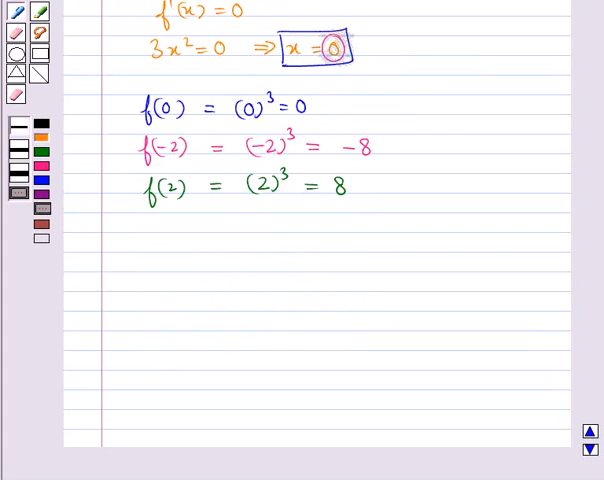 f'(x) = 0
3x² = 0 ⇒ x = 0
f(0) = (0)³ = 0
f(-2) = (-2)³ = -8
f(2) = (2)³ = 8